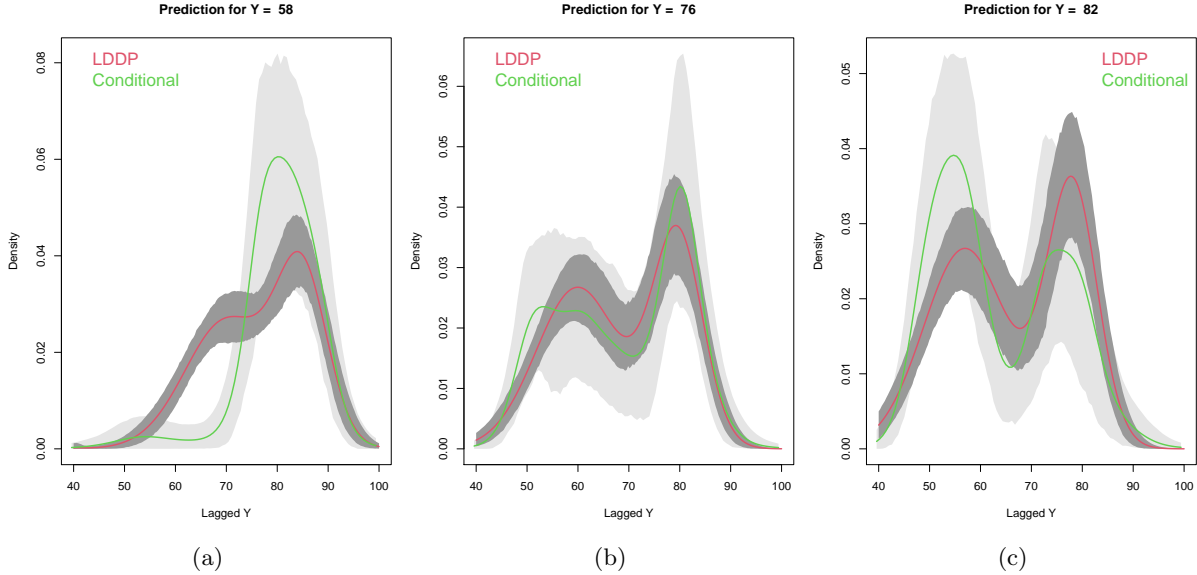 Prediction for Y = 58
LDDP
Conditional
Density
0.00
0.02
0.04
0.06
0.08
40 50 60 70 80 90 100
Lagged Y
(a)
Prediction for Y = 76
LDDP
Conditional
Density
0.00
0.01
0.02
0.03
0.04
0.05
0.06
40 50 60 70 80 90 100
Lagged Y
(b)
Prediction for Y = 82
LDDP
Conditional
Density
0.00
0.01
0.02
0.03
0.04
0.05
40 50 60 70 80 90 100
Lagged Y
(c)